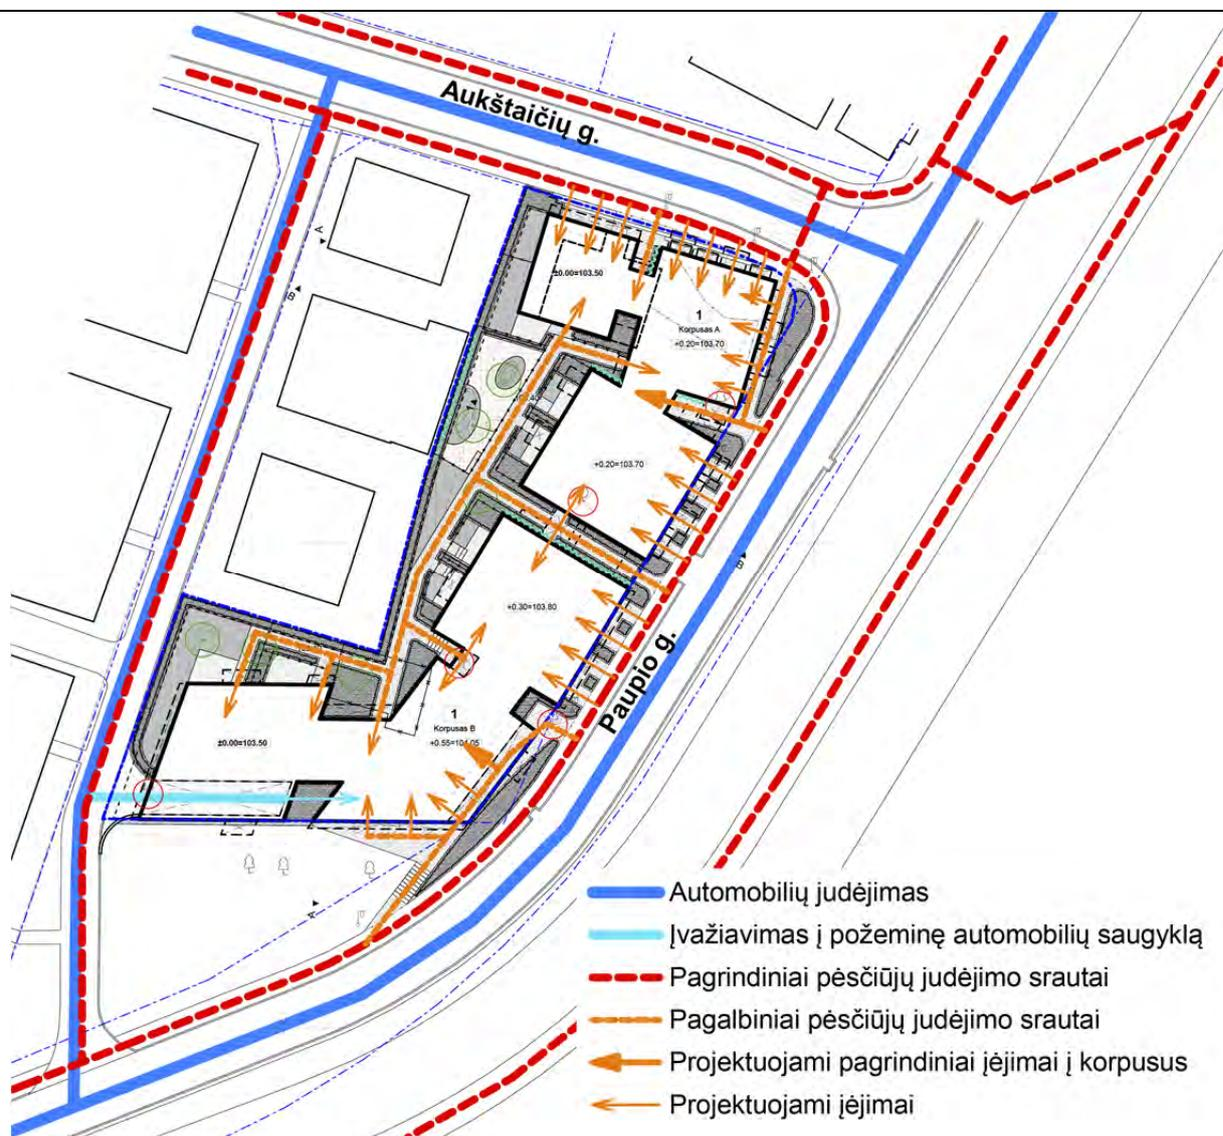 Aukštaičių g.
A
B
±0.00=103.50
1
Korpusas A
+0.20=103.70
+0.20=103.70
B
+0.30=103.80
Paupio g.
1
Korpusas B
+0.55=104.05
±0.00=103.50
A
Automobilių judėjimas
Įvažiavimas į požeminę automobilių saugyklą
Pagrindiniai pėsčiųjų judėjimo srautai
Pagalbiniai pėsčiųjų judėjimo srautai
Projektuojami pagrindiniai įėjimai į korpusus
Projektuojami įėjimai